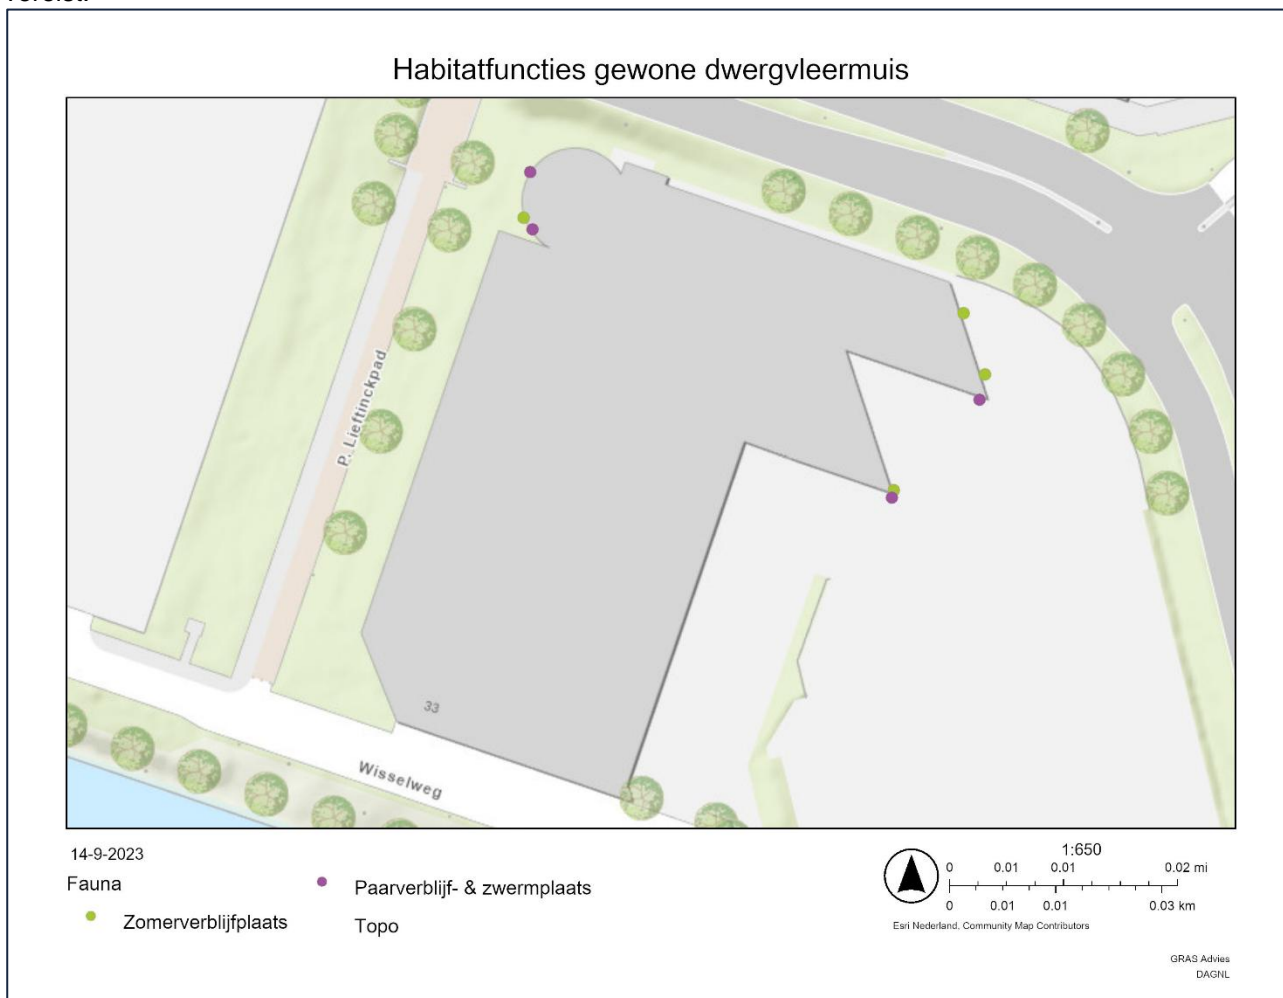 Habitatfuncties gewone dwergvleermuis
P. Lieftinckpad
33
Wisselweg
14-9-2023
Fauna
Zomerverblijfplaats
Paarverblijf- & zwermplaats
Topo
1:650
0 0.01 0.01 0.02 mi
0 0.01 0.01 0.03 km
Esri Nederland, Community Map Contributors
GRAS Advies
DAGNL